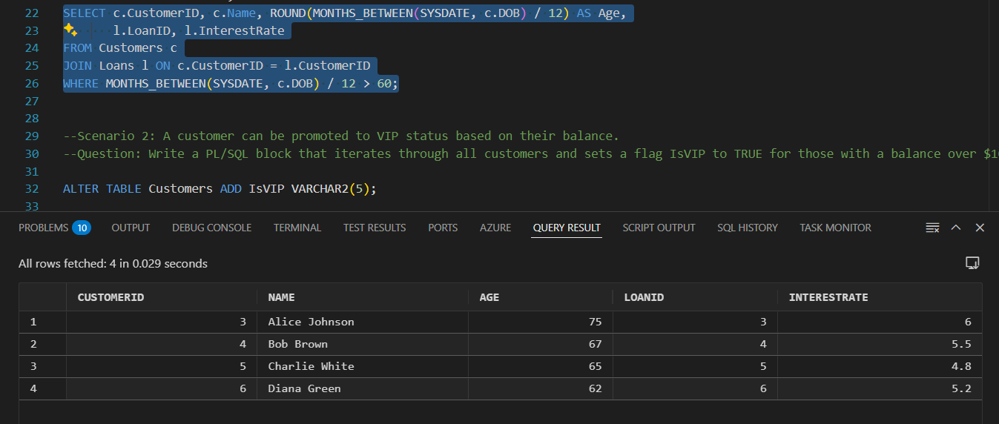 22 SELECT c.CustomerID, c.Name, ROUND(MONTHS_BETWEEN(SYSDATE, c.DOB) / 12) AS Age,
23 l.LoanID, l.InterestRate
24 FROM Customers c
25 JOIN Loans l ON c.CustomerID = l.CustomerID
26 WHERE MONTHS_BETWEEN(SYSDATE, c.DOB) / 12 > 60;
27
28
29 --Scenario 2: A customer can be promoted to VIP status based on their balance.
30 --Question: Write a PL/SQL block that iterates through all customers and sets a flag IsVIP to TRUE for those with a balance over $1
31
32 ALTER TABLE Customers ADD IsVIP VARCHAR2(5);
33
PROBLEMS 10 OUTPUT DEBUG CONSOLE TERMINAL TEST RESULTS PORTS AZURE QUERY RESULT SCRIPT OUTPUT SQL HISTORY TASK MONITOR
All rows fetched: 4 in 0.029 seconds
CUSTOMERID NAME AGE LOANID INTERESTRATE
1 3 Alice Johnson 75 3 6
2 4 Bob Brown 67 4 5.5
3 5 Charlie White 65 5 4.8
4 6 Diana Green 62 6 5.2